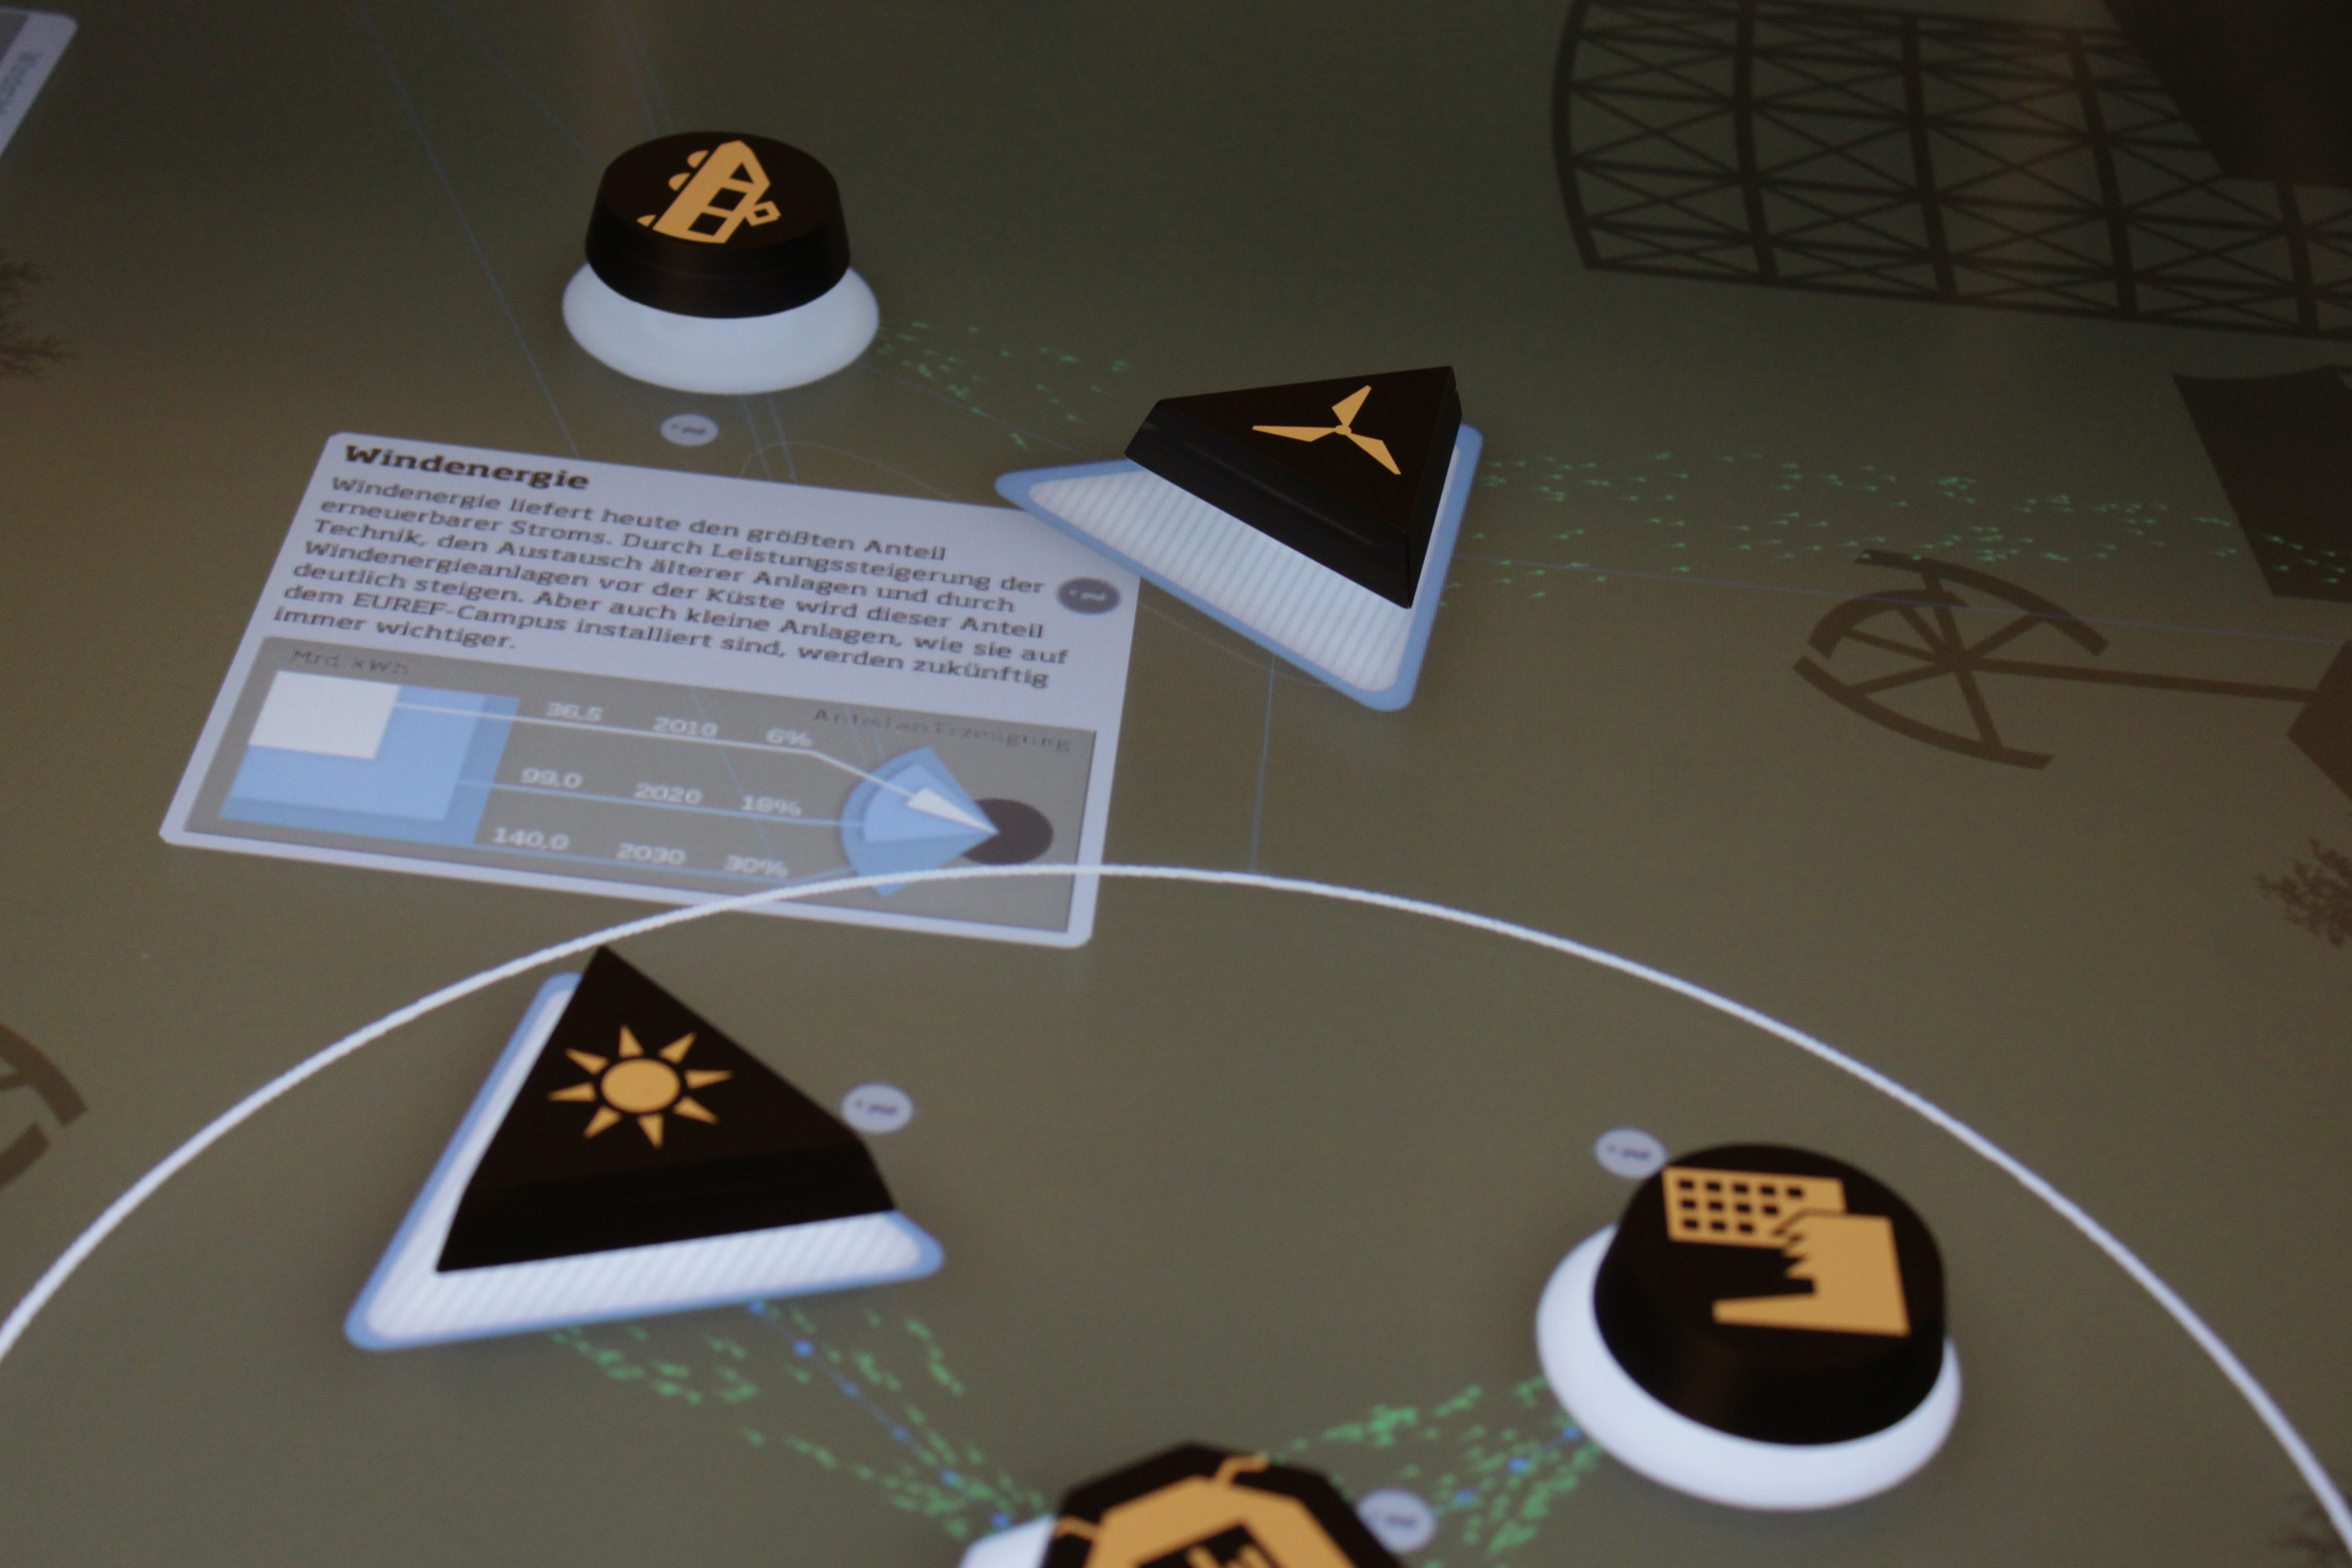 Windenergie
Windenergie liefert heute den größten Anteil
erneuerbarer Stroms. Durch Leistungssteigerung der
Technik, den Austausch älterer Anlagen und durch
Windenergieanlagen vor der Küste wird dieser Anteil
deutlich steigen. Aber auch kleine Anlagen, wie sie auf
dem EUREF-Campus installiert sind, werden zukünftig
immer wichtiger.
Mrd kWh
Anteil an Erzeugung
36.5 2010 6%
99.0 2020 18%
140.0 2030 30%